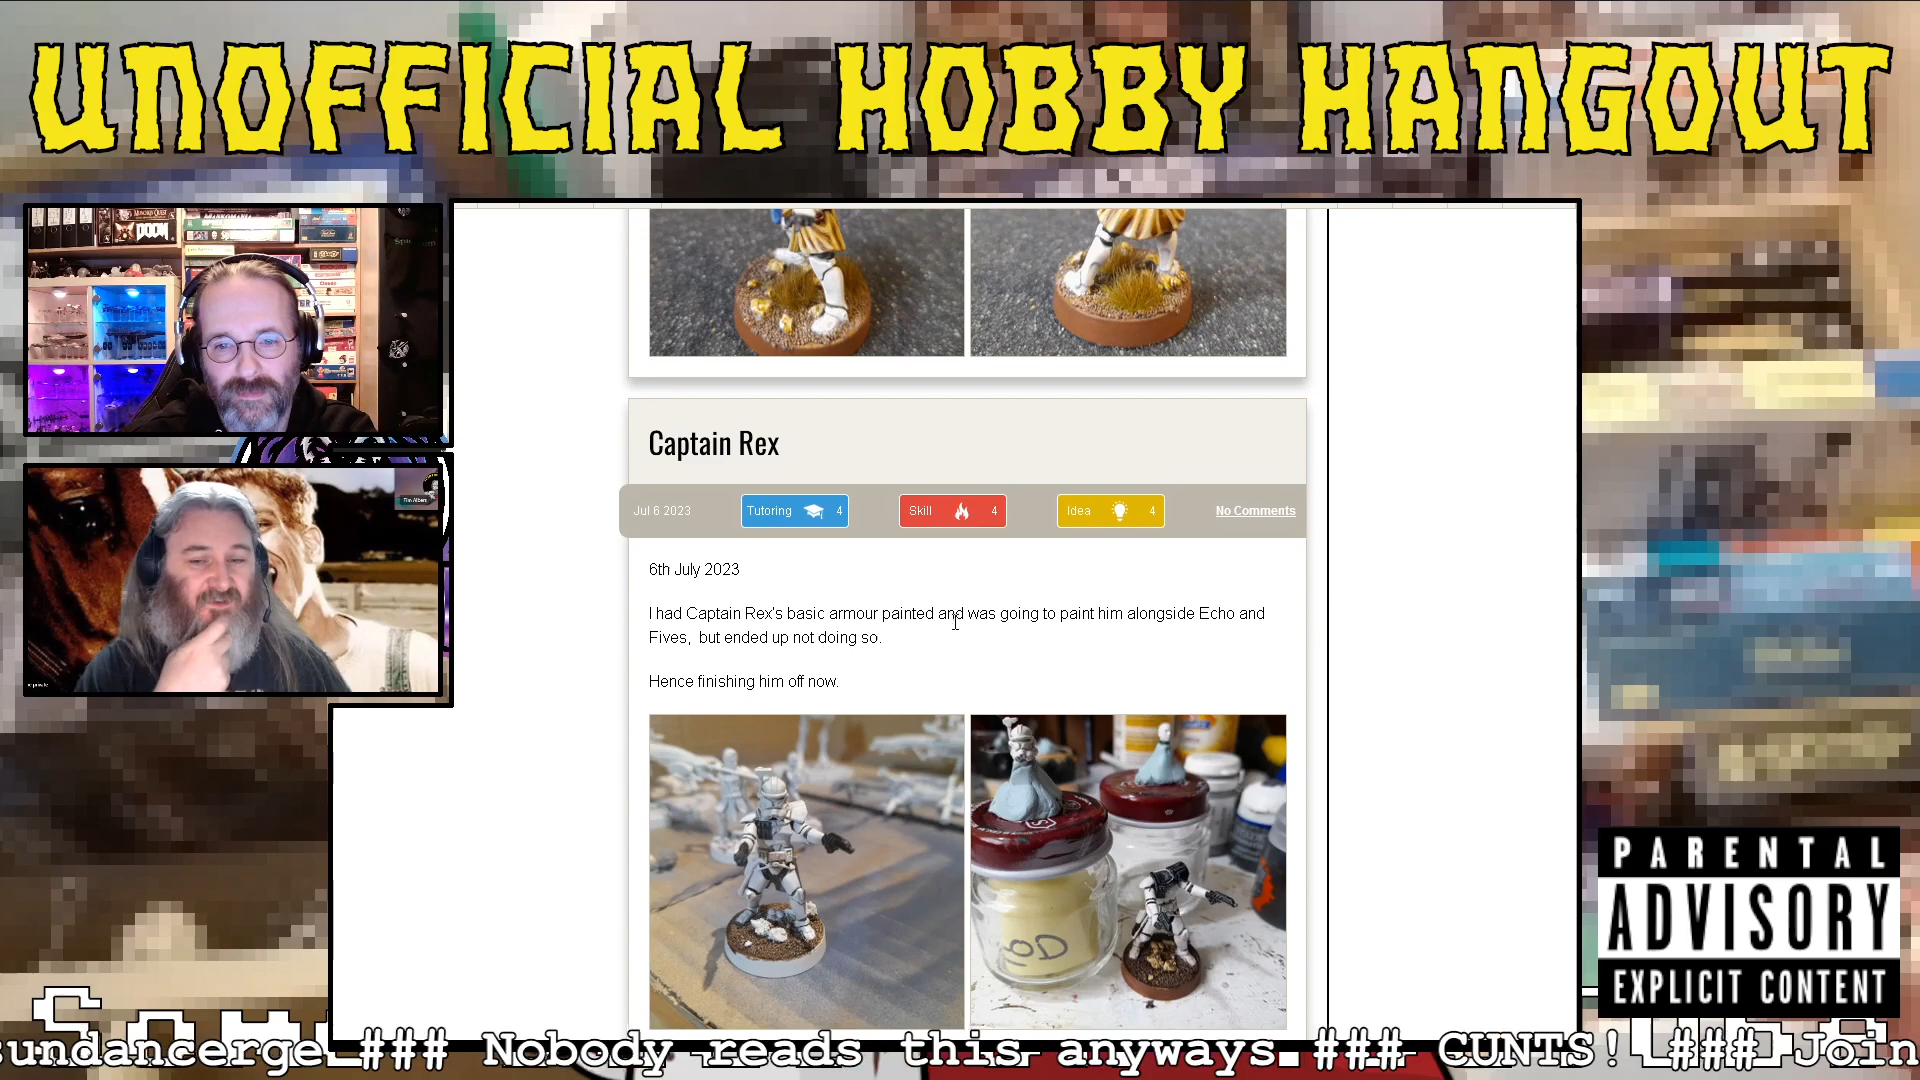 UNOFFICIAL HOBBY HANGOUT
MUNCHKIN QUEST
DOOM
Captain Rex
Jul 6 2023
Tutoring 4
Skill 4
Idea 4
No Comments
6th July 2023
I had Captain Rex's basic armour painted and was going to paint him alongside Echo and
Fives,  but ended up not doing so.
Hence finishing him off now.
PARENTAL
ADVISORY
EXPLICIT CONTENT
sundancerge ### Nobody reads this anyways.### CUNTS! ### Join